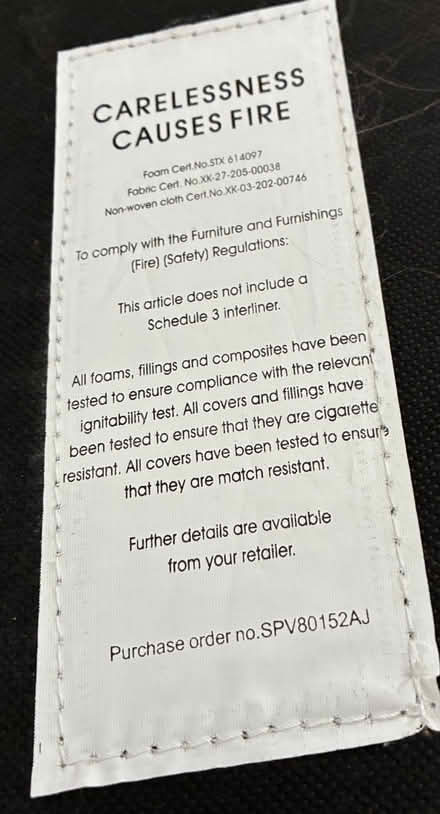 CARELESSNESS
CAUSES FIRE
Foam Cert.No.STX 614097
Fabric Cert. No.XK-27-205-00038
Non-woven cloth Cert.No.XK-03-202-00746
To comply with the Furniture and Furnishings
(Fire) (Safety) Regulations:
This article does not include a
Schedule 3 interliner.
All foams, fillings and composites have been
tested to ensure compliance with the relevant
ignitability test. All covers and fillings have
been tested to ensure that they are cigarette
resistant. All covers have been tested to ensure
that they are match resistant.
Further details are available
from your retailer.
Purchase order no.SPV80152AJ